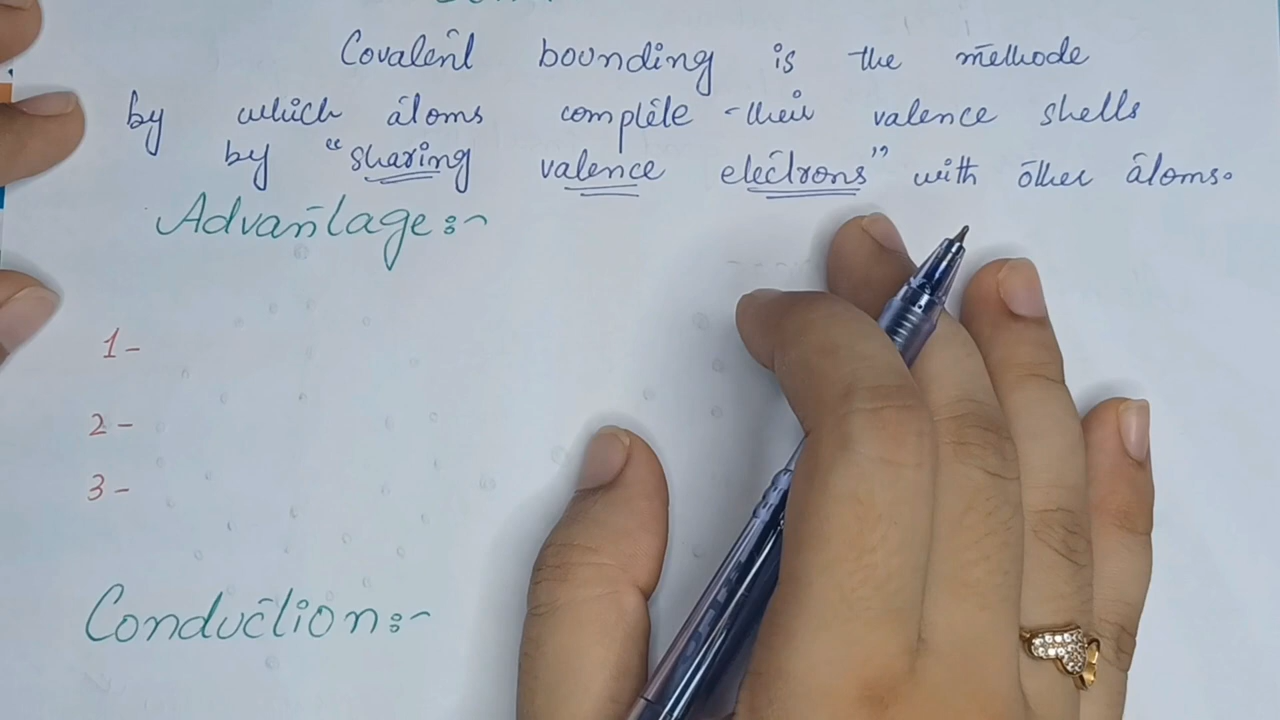 Covalent bounding is the methode
by which atoms complete their valence shells
by "sharing valence electrons" with other atoms.
Advantage:-
1-
2-
3-
Conduction:-